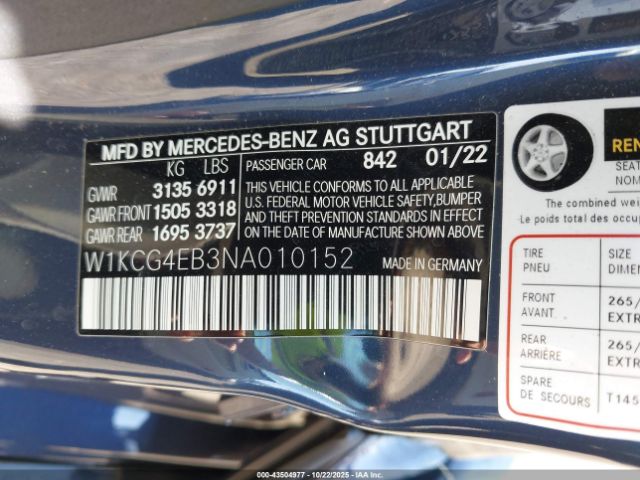 MFD BY MERCEDES-BENZ AG STUTTGART
KG LBS PASSENGER CAR 842 01/22
GVWR 3135 6911
GAWR FRONT 1505 3318
GAWR REAR 1695 3737
THIS VEHICLE CONFORMS TO ALL APPLICABLE
U.S. FEDERAL MOTOR VEHICLE SAFETY,BUMPER
AND THEFT PREVENTION STANDARDS IN EFFECT
ON THE DATE OF MANUFACTURE SHOWN ABOVE
W1KCG4EB3NA010152 MADE IN GERMANY
REN
SEAT
NOM
The combined wei
Le poids total des occu
TIRE SIZE
PNEU DIMEN
FRONT 265/
AVANT. EXTR
REAR 265/
ARRIÈRE EXTR
SPARE T145
DE SECOURS
© IAA - 43504977 - 10/22/2025 - COPART